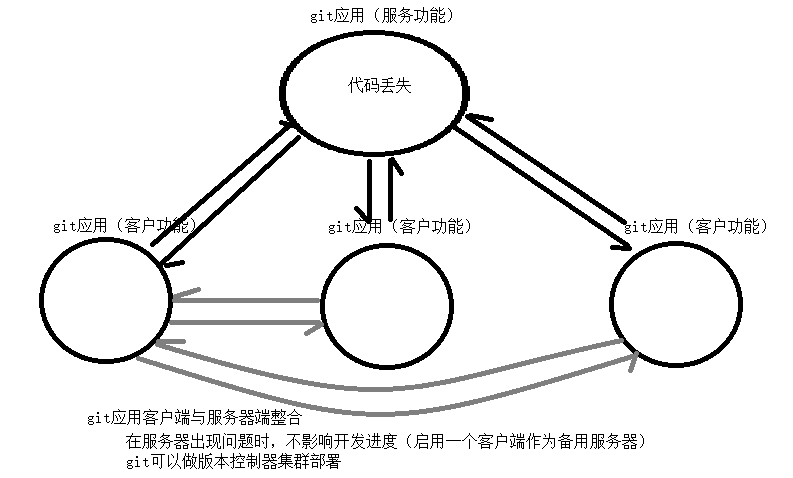 git应用（服务功能）
代码丢失
git应用（客户功能）
git应用（客户功能）
git应用（客户功能）
git应用客户端与服务器端整合
在服务器出现问题时，不影响开发进度（启用一个客户端作为备用服务器）
git可以做版本控制器集群部署